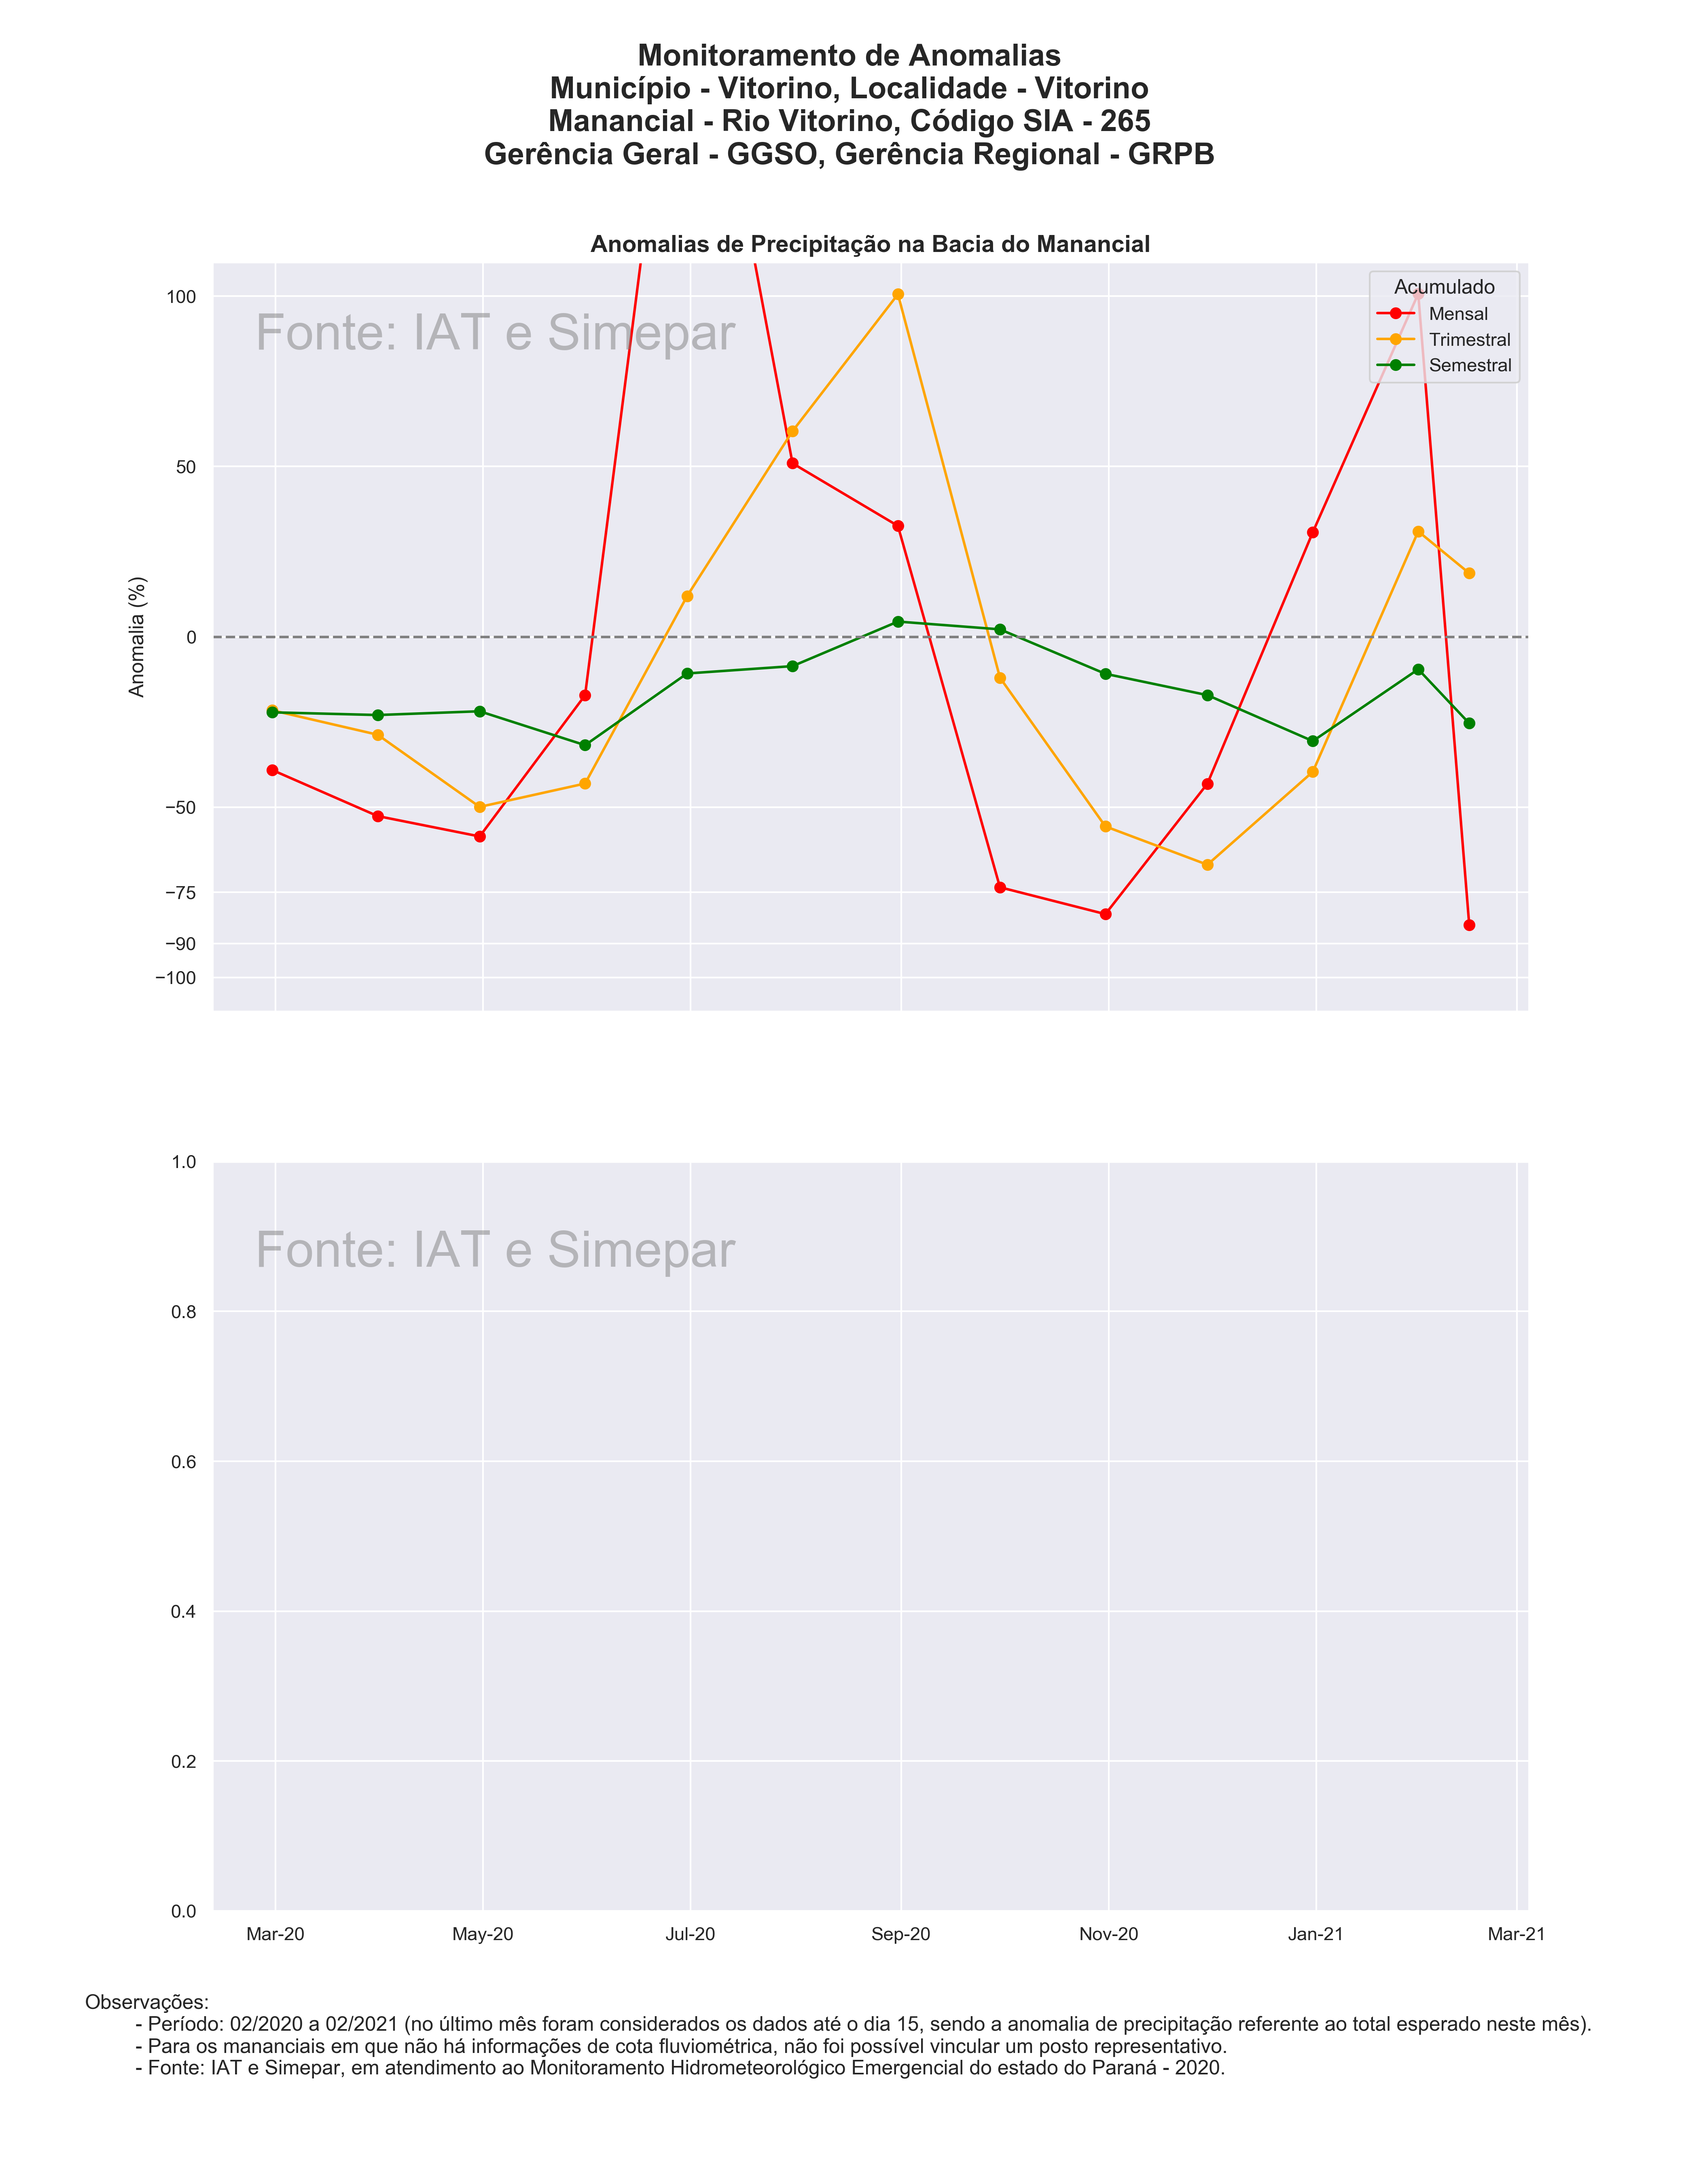 Monitoramento de Anomalias
Município - Vitorino, Localidade - Vitorino
Manancial - Rio Vitorino, Código SIA - 265
Gerência Geral - GGSO, Gerência Regional - GRPB
Anomalias de Precipitação na Bacia do Manancial
Fonte: IAT e Simepar
Acumulado
Mensal
Trimestral
Semestral
Anomalia (%)
100
50
0
−50
−75
−90
−100
Fonte: IAT e Simepar
1.0
0.8
0.6
0.4
0.2
0.0
Mar-20 May-20 Jul-20 Sep-20 Nov-20 Jan-21 Mar-21
Observações:
- Período: 02/2020 a 02/2021 (no último mês foram considerados os dados até o dia 15, sendo a anomalia de precipitação referente ao total esperado neste mês).
- Para os mananciais em que não há informações de cota fluviométrica, não foi possível vincular um posto representativo.
- Fonte: IAT e Simepar, em atendimento ao Monitoramento Hidrometeorológico Emergencial do estado do Paraná - 2020.